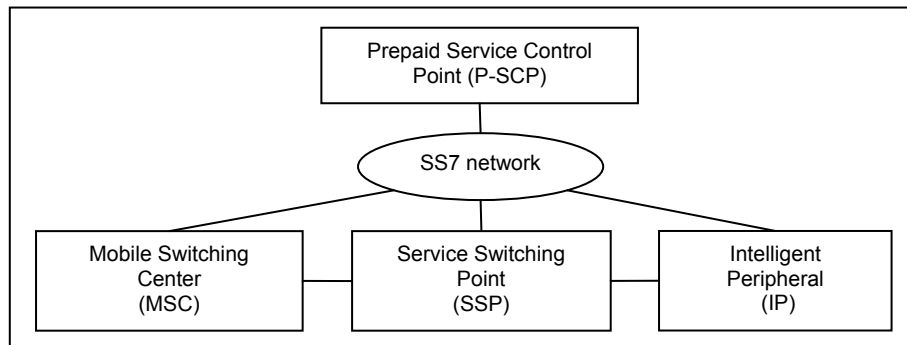 Prepaid Service Control
Point (P-SCP)
SS7 network
Mobile Switching
Center
(MSC)
Service Switching
Point
(SSP)
Intelligent
Peripheral
(IP)